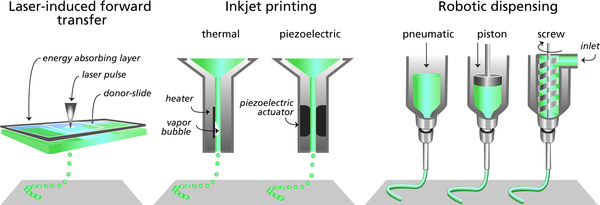 Laser-induced forward
transfer
energy absorbing layer
laser pulse
donor-slide
Inkjet printing
thermal
piezoelectric
heater
vapor
bubble
piezoelectric
actuator
Robotic dispensing
pneumatic
piston
screw
inlet